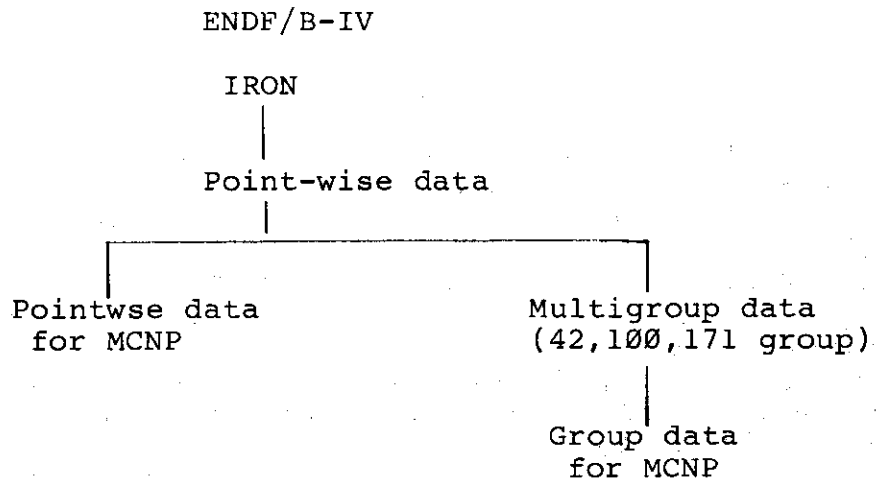 ENDF/B-IV
IRON
Point-wise data
Pointwse data
for MCNP
Multigroup data
(42,100,171 group)
Group data
for MCNP